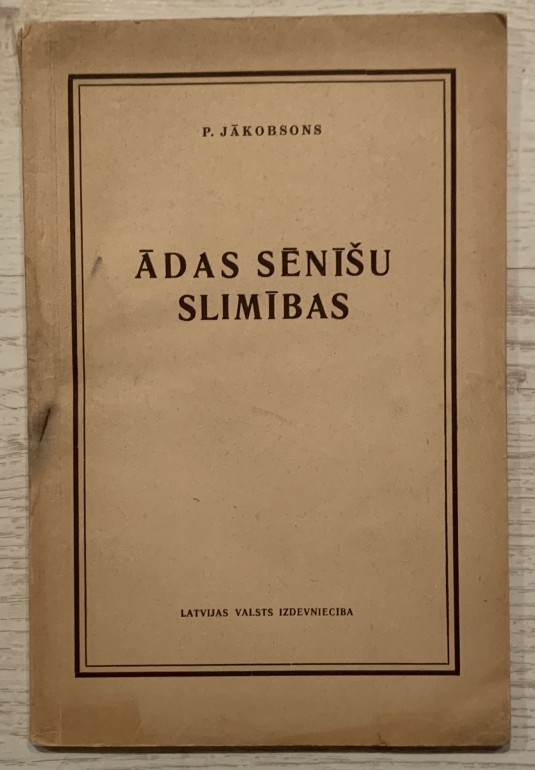 P. JĀKOBSONS
ĀDAS SĒNĪŠU
SLIMĪBAS
LATVIJAS VALSTS IZDEVNIECĪBA